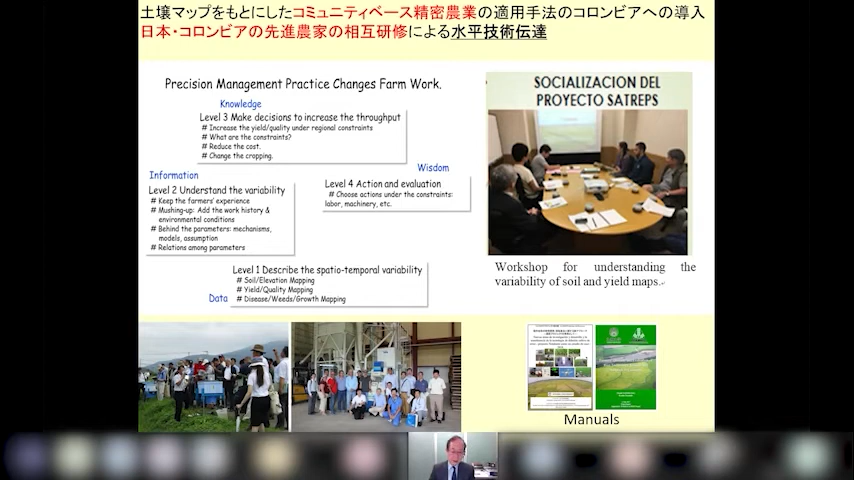 土壌マップをもとにしたコミュニティベース精密農業の適用手法のコロンビアへの導入
日本・コロンビアの先進農家の相互研修による水平技術伝達
Precision Management Practice Changes Farm Work.
Knowledge
Level 3 Make decisions to increase the throughput
# Increase the yield/quality under regional constraints
# What are the constraints?
# Reduce the cost.
# Change the cropping.
Information
Level 2 Understand the variability
# Keep the farmers' experience
# Mushing-up: Add the work history &
environmental conditions
# Behind the parameters: mechanisms,
models, assumption
# Relations among parameters
Wisdom
Level 4 Action and evaluation
# Choose actions under the constraints:
labor, machinery, etc.
Level 1 Describe the spatio-temporal variability
# Soil/Elevation Mapping
# Yield/Quality Mapping
# Disease/Weeds/Growth Mapping
Data
SOCIALIZACION DEL
PROYECTO SATREPS
Workshop for understanding the
variability of soil and yield maps.
Manuals